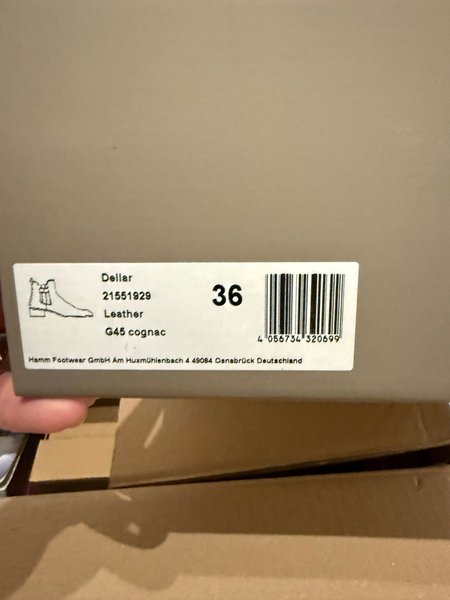 Dellar
21551929
Leather
G45 cognac
36
4 056734 320699
Hamm Footwear GmbH Am Huxmühlenbach 4 49084 Osnabrück Deutschland